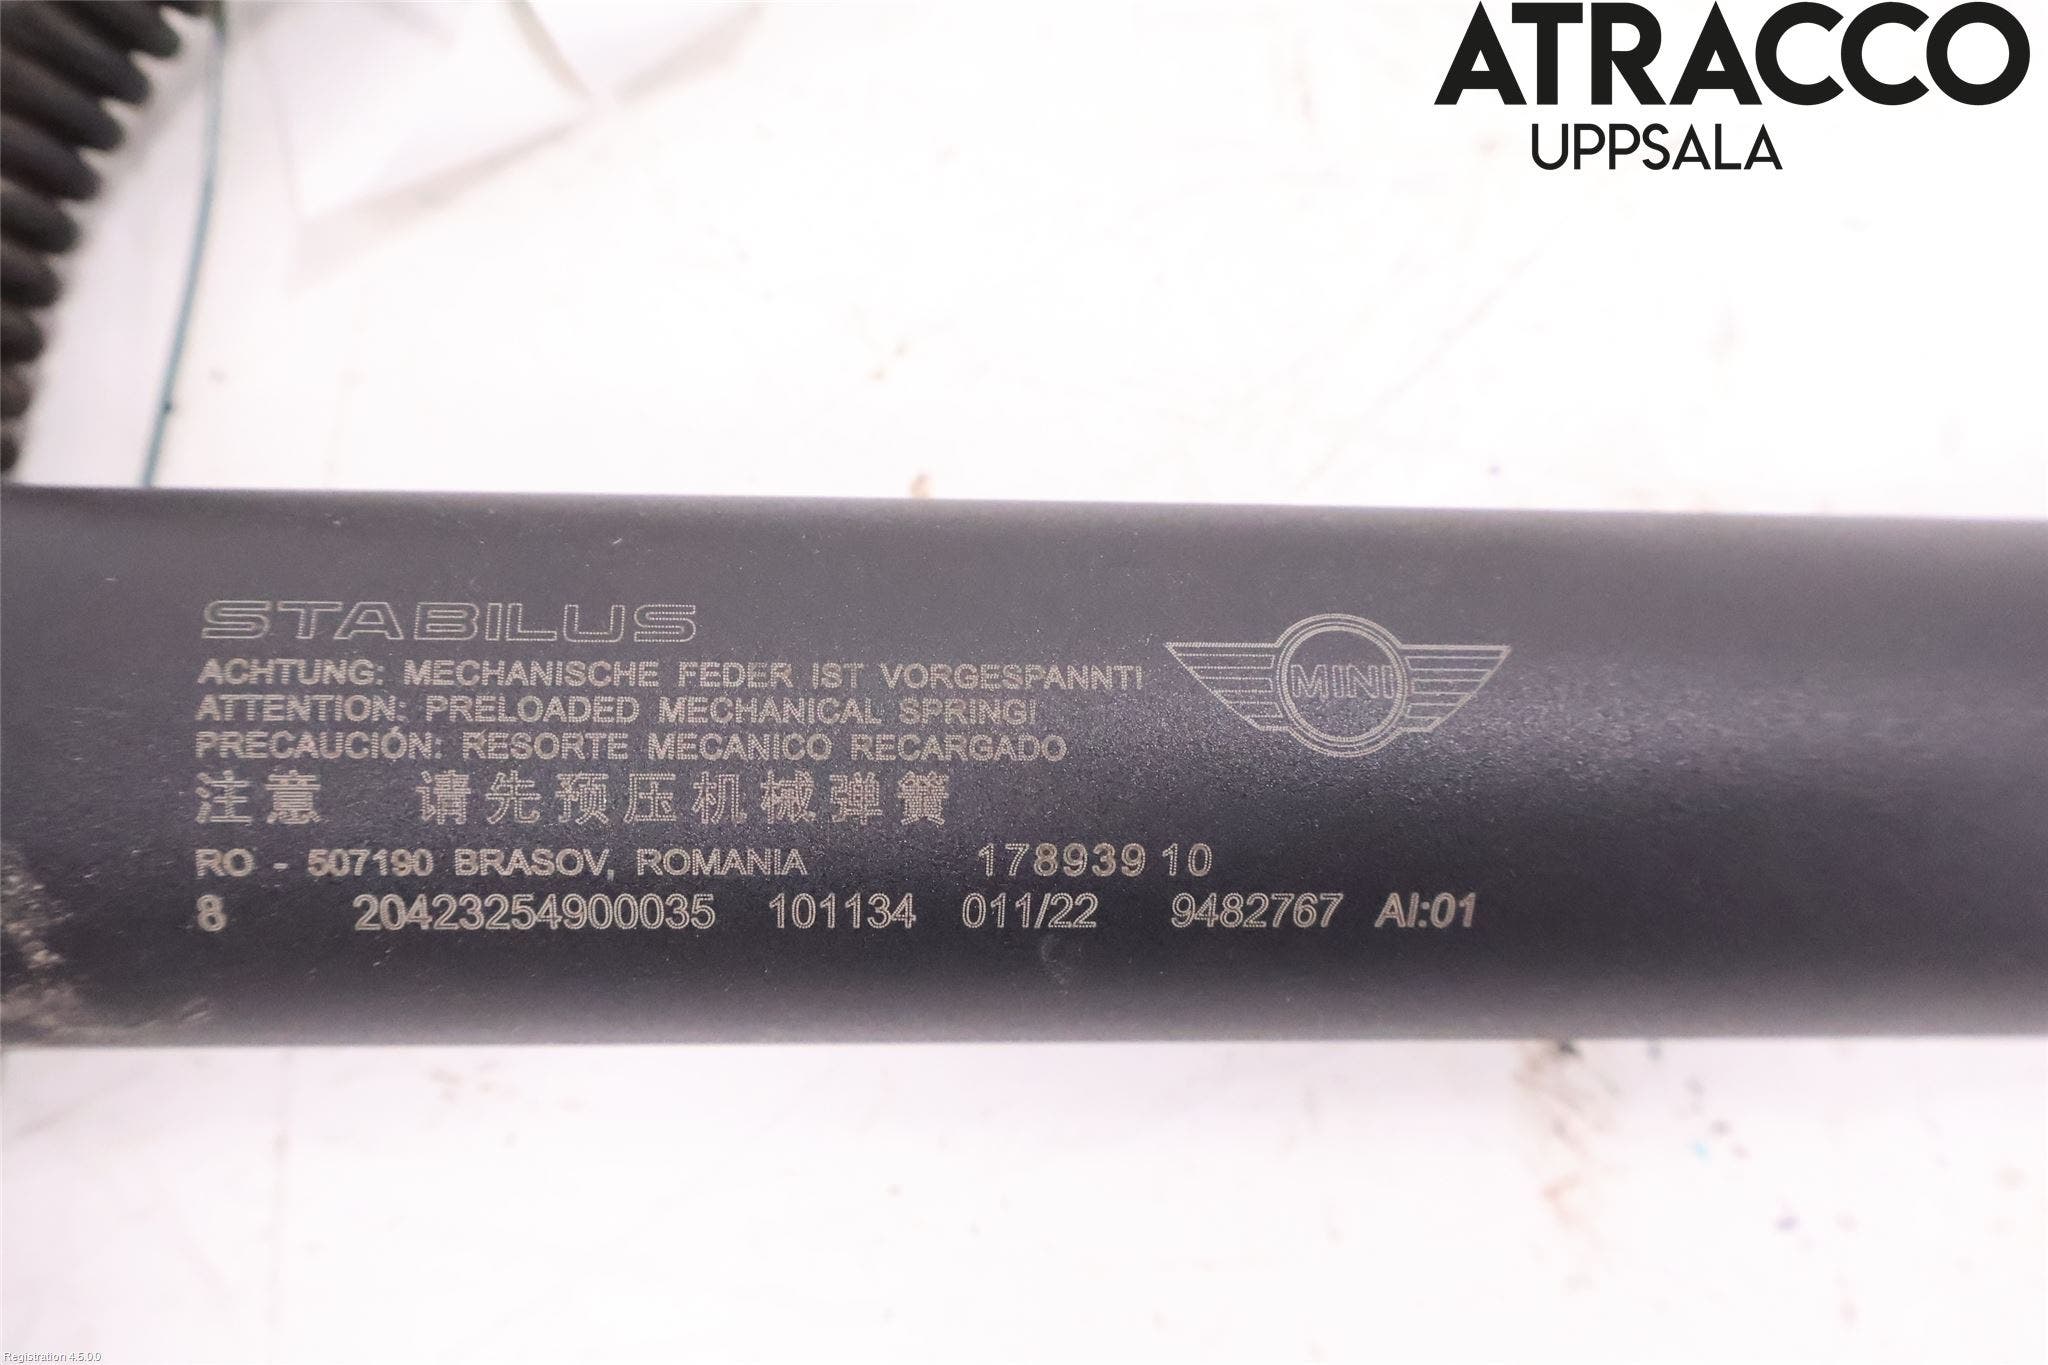 ATRACCO
UPPSALA
STABILUS
ACHTUNG: MECHANISCHE FEDER IST VORGESPANNT!
ATTENTION: PRELOADED MECHANICAL SPRING!
PRECAUCIÓN: RESORTE MECANICO RECARGADO
MINI
注意 请先预压机械弹簧
RO - 507190 BRASOV, ROMANIA 178939 10
8 20423254900035 101134 011/22 9482767 AI:01
Registration 4.5.0.0